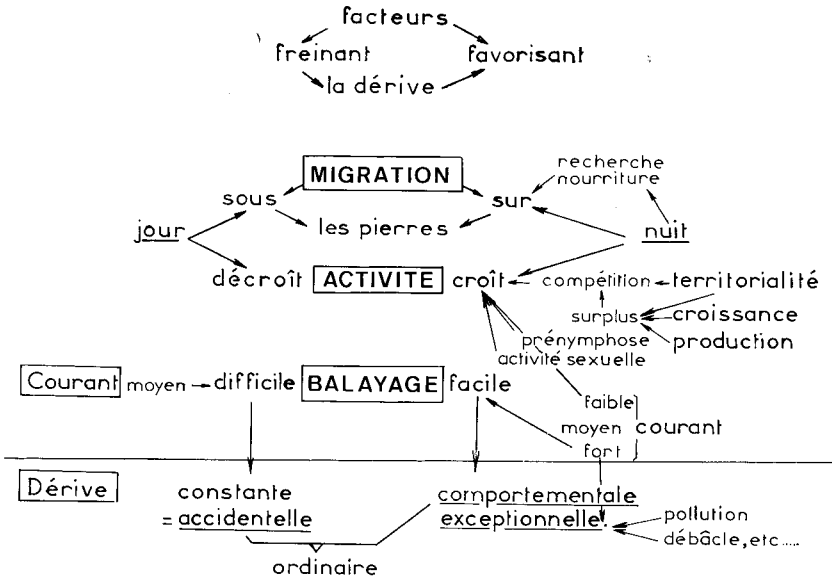 facteurs
freinant favorisant
la dérive
MIGRATION
recherche
nourriture
sous sur
jour les pierres nuit
décroît ACTIVITE croît compétition territorialité
surplus croissance
prénymphose production
activité sexuelle
Courant moyen difficile BALAYAGE facile
faible
moyen courant
fort
Dérive constante comportementale
= accidentelle exceptionnelle. pollution
débâcle, etc.....
ordinaire